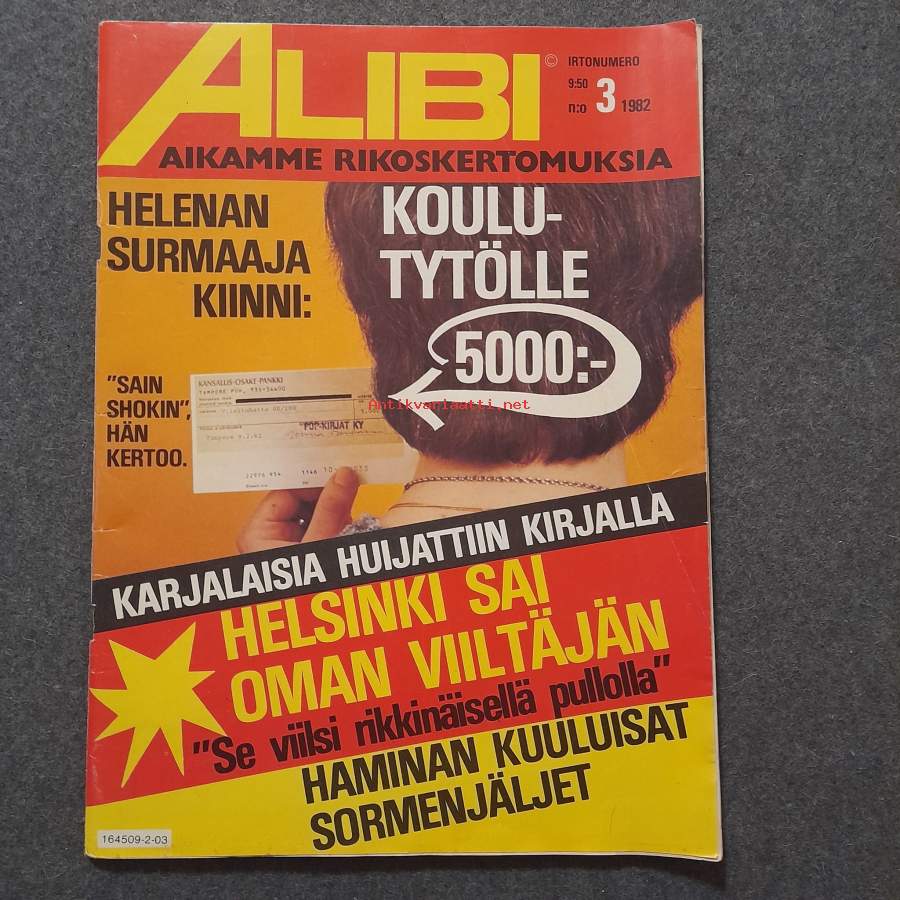 ALIBI
©
IRTONUMERO
9:50
n:o 3 1982
AIKAMME RIKOSKERTOMUKSIA
HELENAN
SURMAAJA
KIINNI:
KOULU-
TYTÖLLE
5000:-
"SAIN
SHOKIN",
HÄN
KERTOO.
KANSALLIS-OSAKE-PANKKI
POP-KIRJAT KY
Antikvariaatti.net
KARJALAISIA HUIJATTIIN KIRJALLA
HELSINKI SAI
OMAN VIILTÄJÄN
"Se viilsi rikkinäisellä pullolla"
HAMINAN KUULUISAT
SORMENJÄLJET
164509-2-03